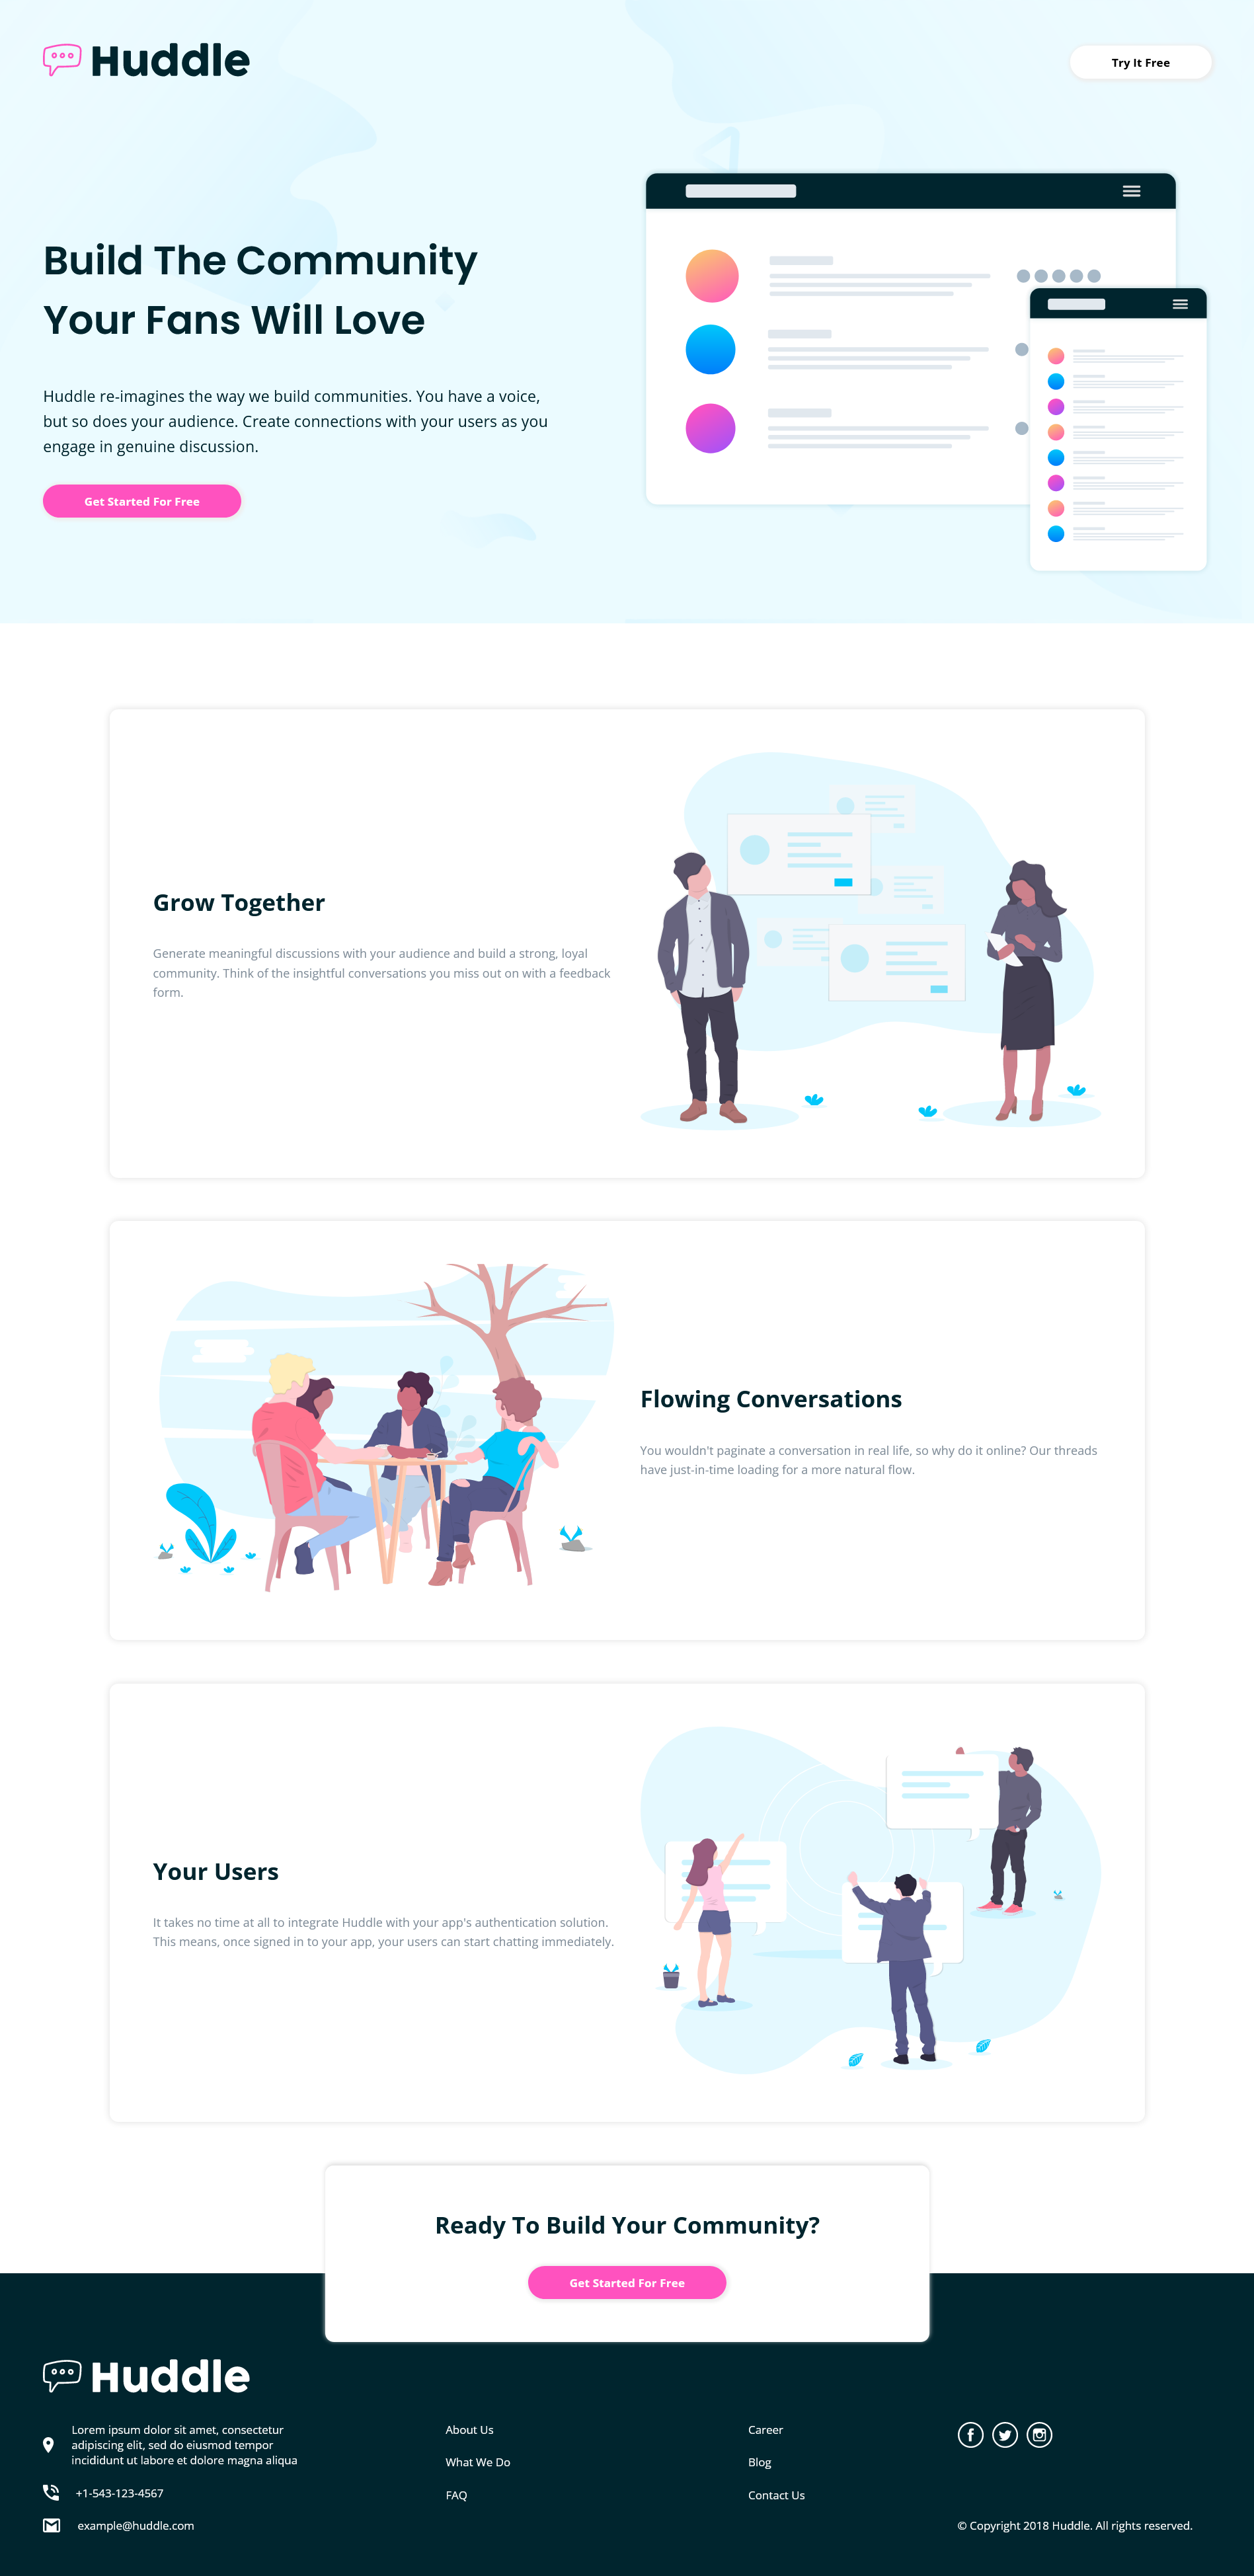 Huddle
Try It Free
Build The Community
Your Fans Will Love
Huddle re-imagines the way we build communities. You have a voice,
but so does your audience. Create connections with your users as you
engage in genuine discussion.
Get Started For Free
Grow Together
Generate meaningful discussions with your audience and build a strong, loyal
community. Think of the insightful conversations you miss out on with a feedback
form.
Flowing Conversations
You wouldn't paginate a conversation in real life, so why do it online? Our threads
have just-in-time loading for a more natural flow.
Your Users
It takes no time at all to integrate Huddle with your app's authentication solution.
This means, once signed in to your app, your users can start chatting immediately.
Ready To Build Your Community?
Get Started For Free
Huddle
Lorem ipsum dolor sit amet, consectetur
adipiscing elit, sed do eiusmod tempor
incididunt ut labore et dolore magna aliqua
+1-543-123-4567
example@huddle.com
About Us
What We Do
FAQ
Career
Blog
Contact Us
© Copyright 2018 Huddle. All rights reserved.